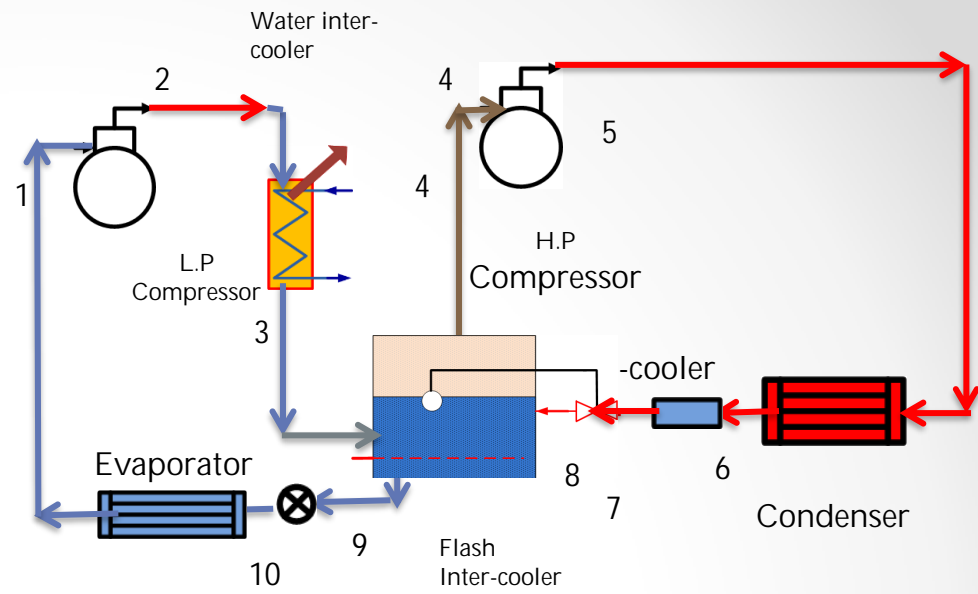 Water inter-
cooler
2
4
5
1
4
L.P
Compressor
H.P
Compressor
3
-cooler
Evaporator
6
8
7
Condenser
9
10
Flash
Inter-cooler